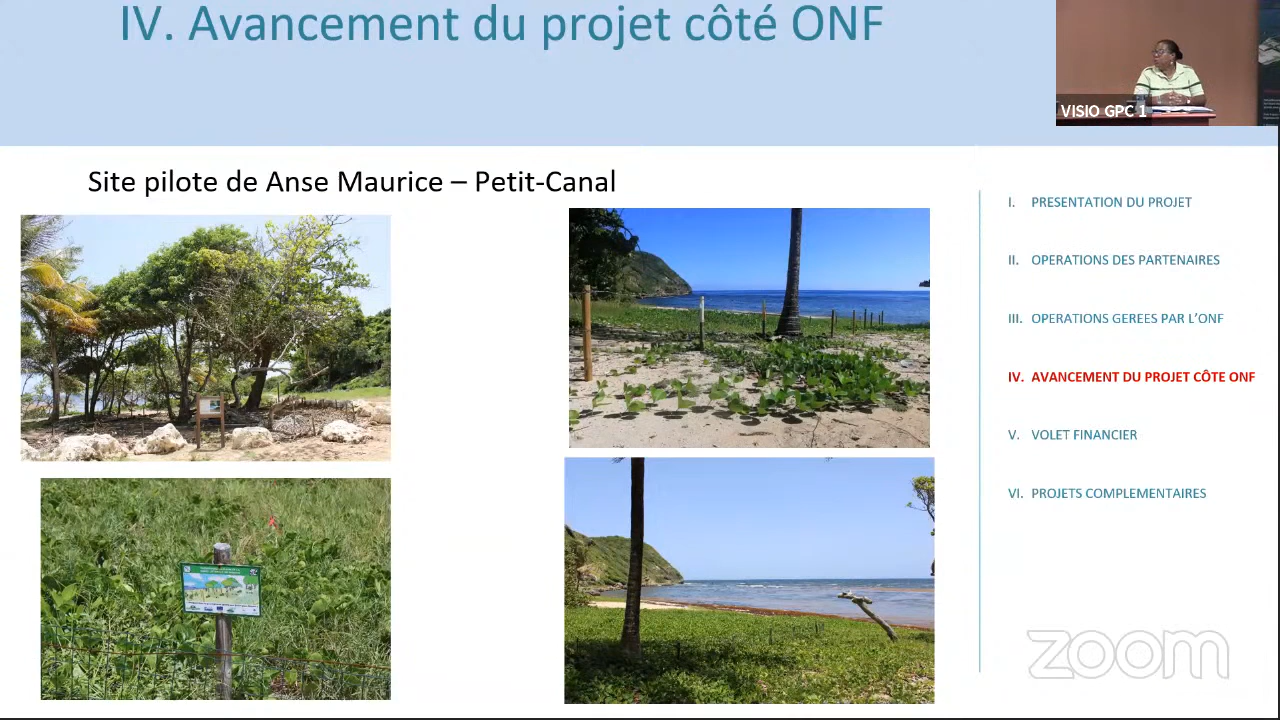 IV. Avancement du projet côté ONF
VISIO GPC 1
Site pilote de Anse Maurice – Petit-Canal
I. PRESENTATION DU PROJET
II. OPERATIONS DES PARTENAIRES
III. OPERATIONS GEREES PAR L'ONF
IV. AVANCEMENT DU PROJET CÔTE ONF
V. VOLET FINANCIER
VI. PROJETS COMPLEMENTAIRES
zoom